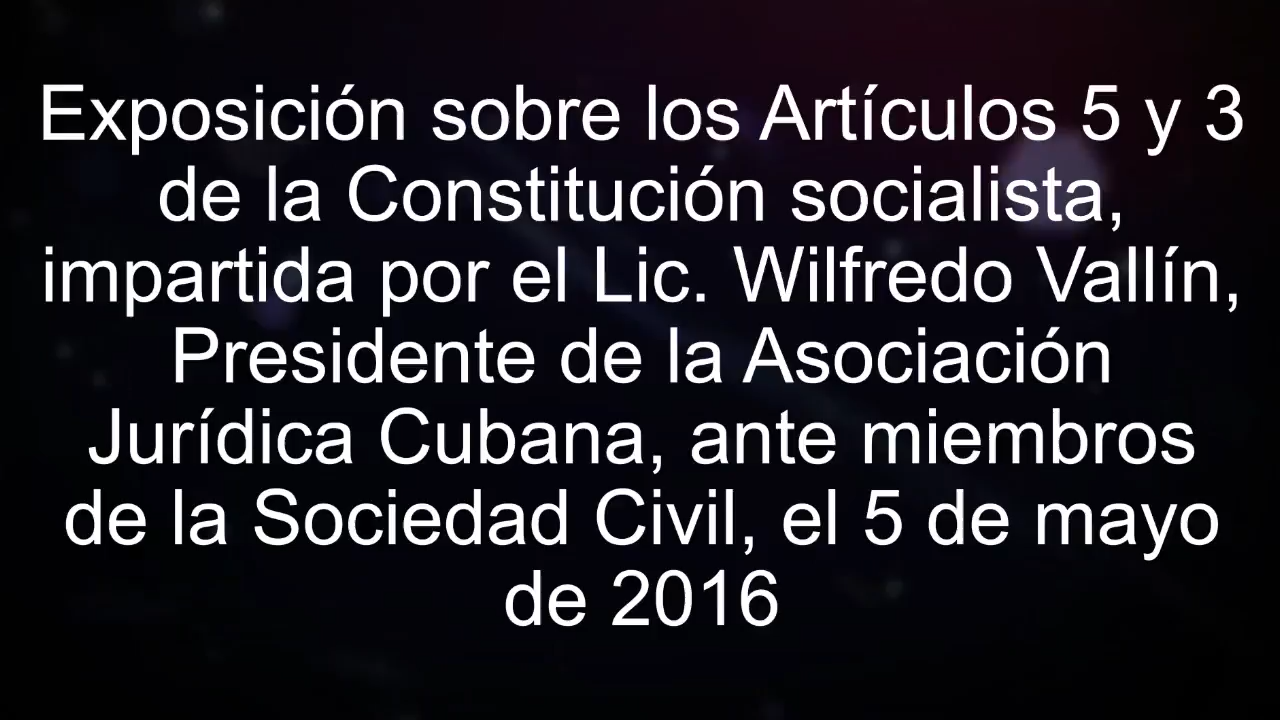 Exposición sobre los Artículos 5 y 3
de la Constitución socialista,
impartida por el Lic. Wilfredo Vallín,
Presidente de la Asociación
Jurídica Cubana, ante miembros
de la Sociedad Civil, el 5 de mayo
de 2016